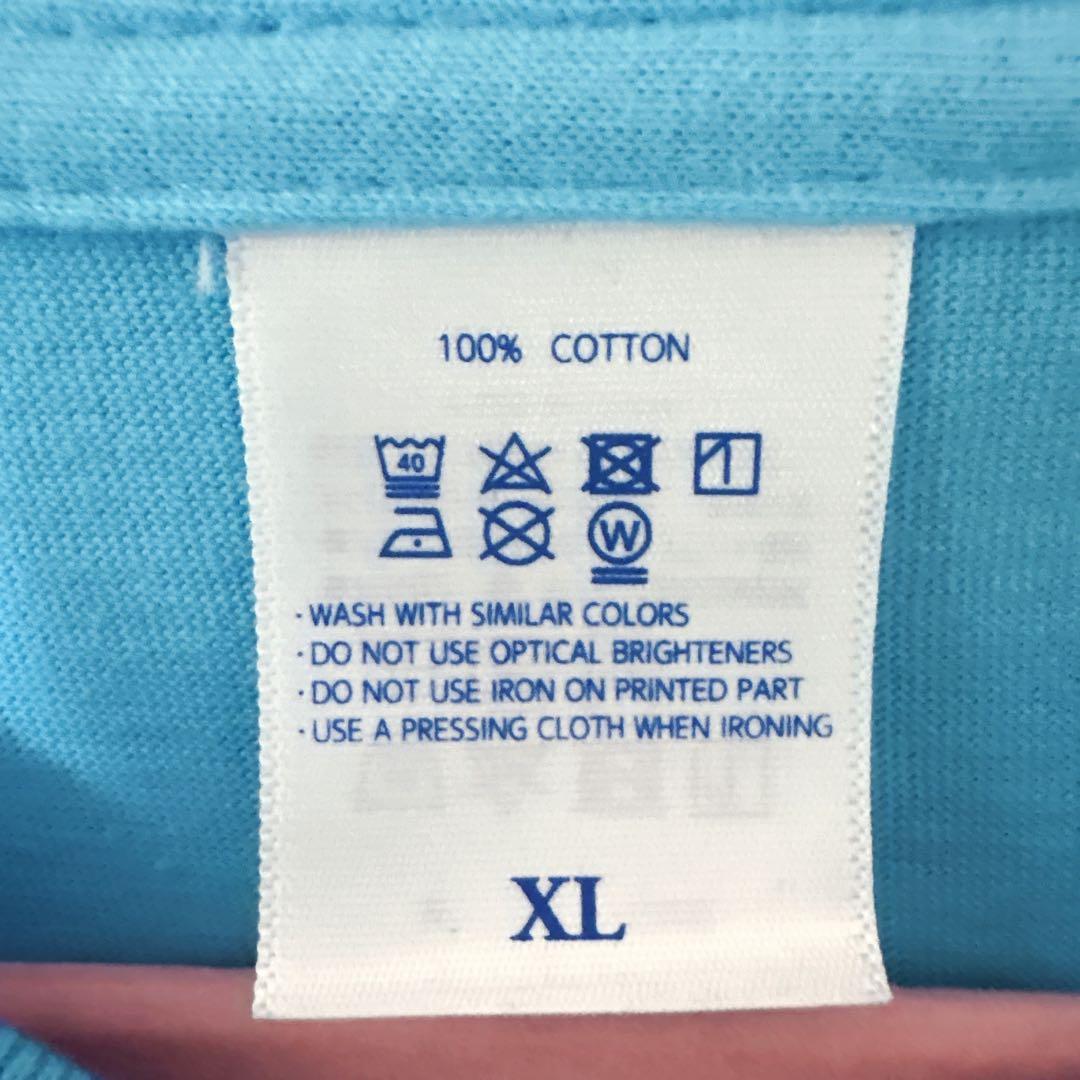 100% COTTON
40
W
· WASH WITH SIMILAR COLORS
· DO NOT USE OPTICAL BRIGHTENERS
· DO NOT USE IRON ON PRINTED PART
· USE A PRESSING CLOTH WHEN IRONING
XL